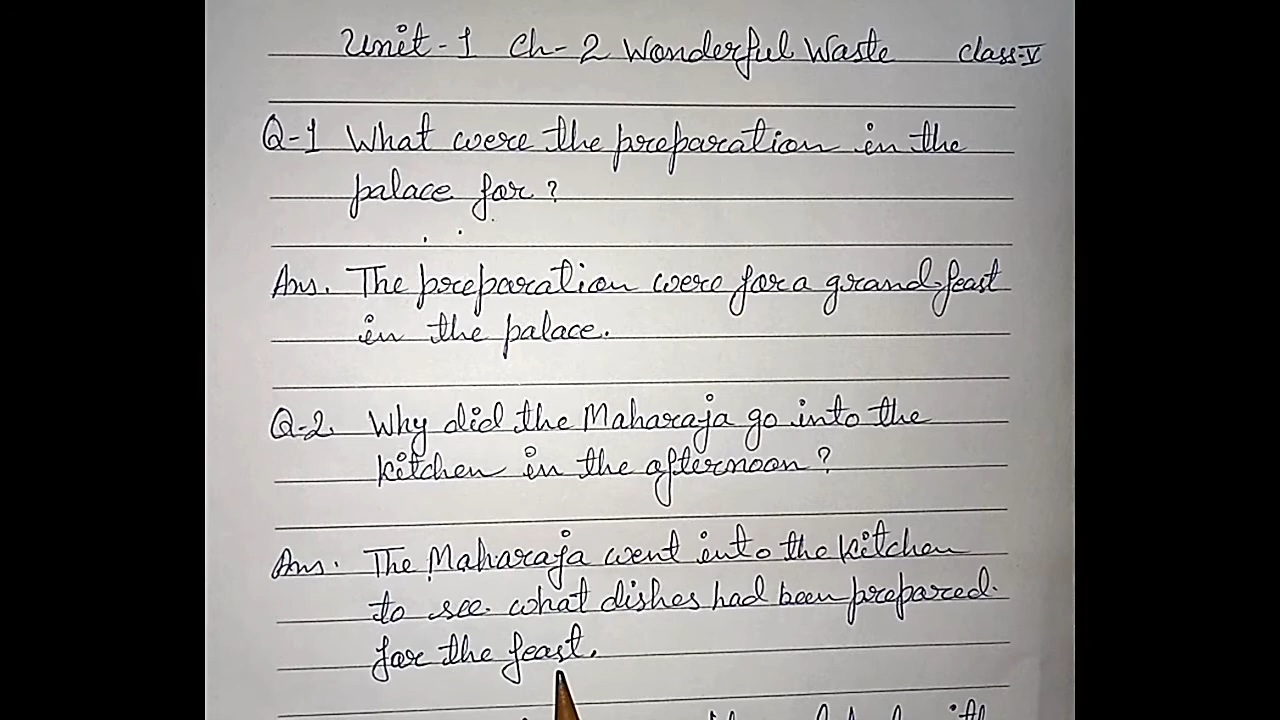 Unit-1 Ch-2 Wonderful Waste Class-V
Q-1 What were the preparation in the
palace for?
Ans. The preparation were for a grand feast
in the palace.
Q-2. Why did the Maharaja go into the
kitchen in the afternoon?
Ans. The Maharaja went into the kitchen
to see what dishes had been prepared
for the feast.